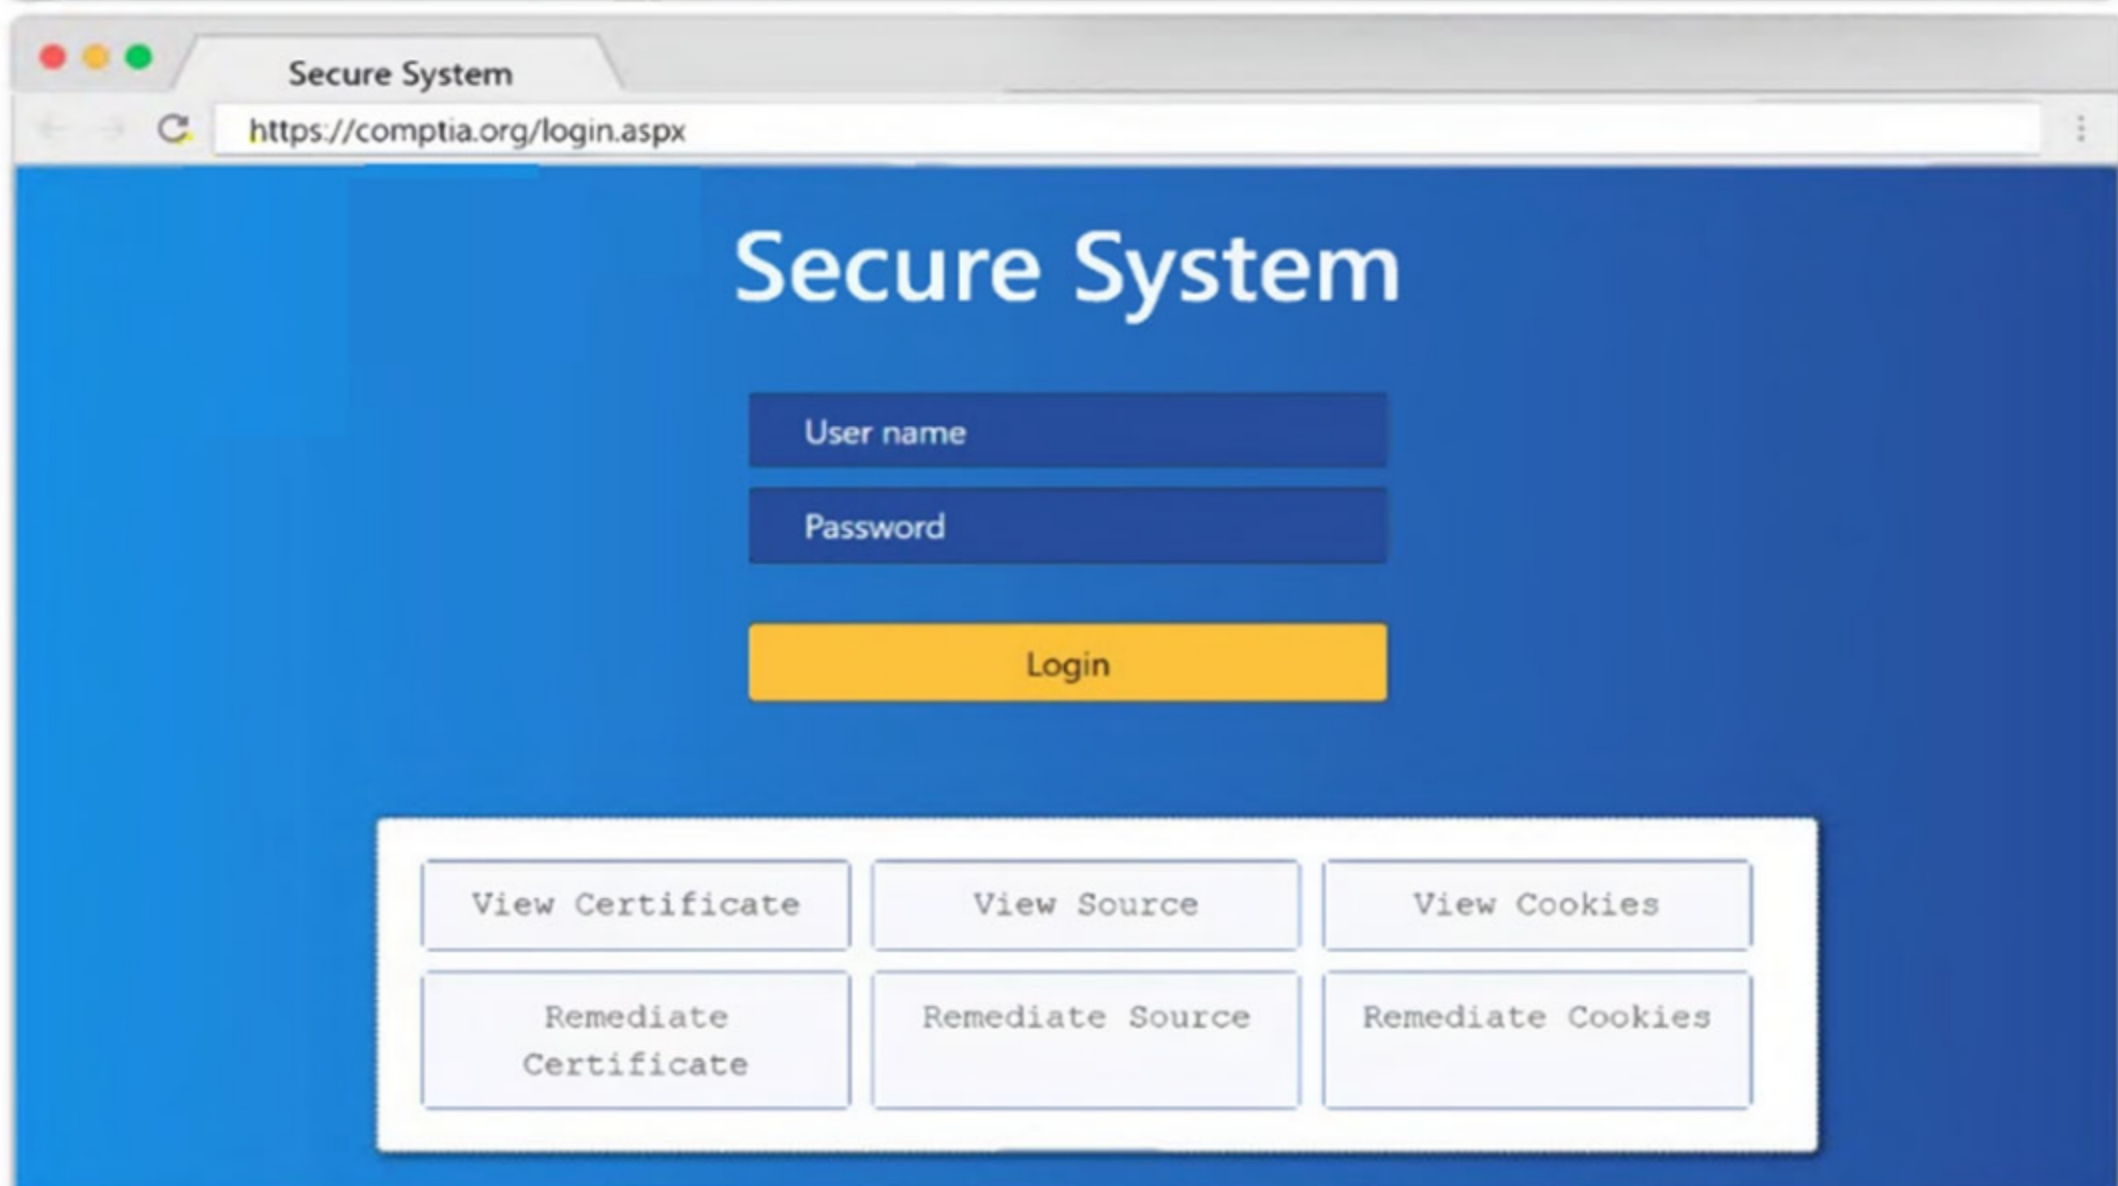 Secure System
https://comptia.org/login.aspx
Secure System
User name
Password
Login
View Certificate
View Source
View Cookies
Remediate
Certificate
Remediate Source
Remediate Cookies